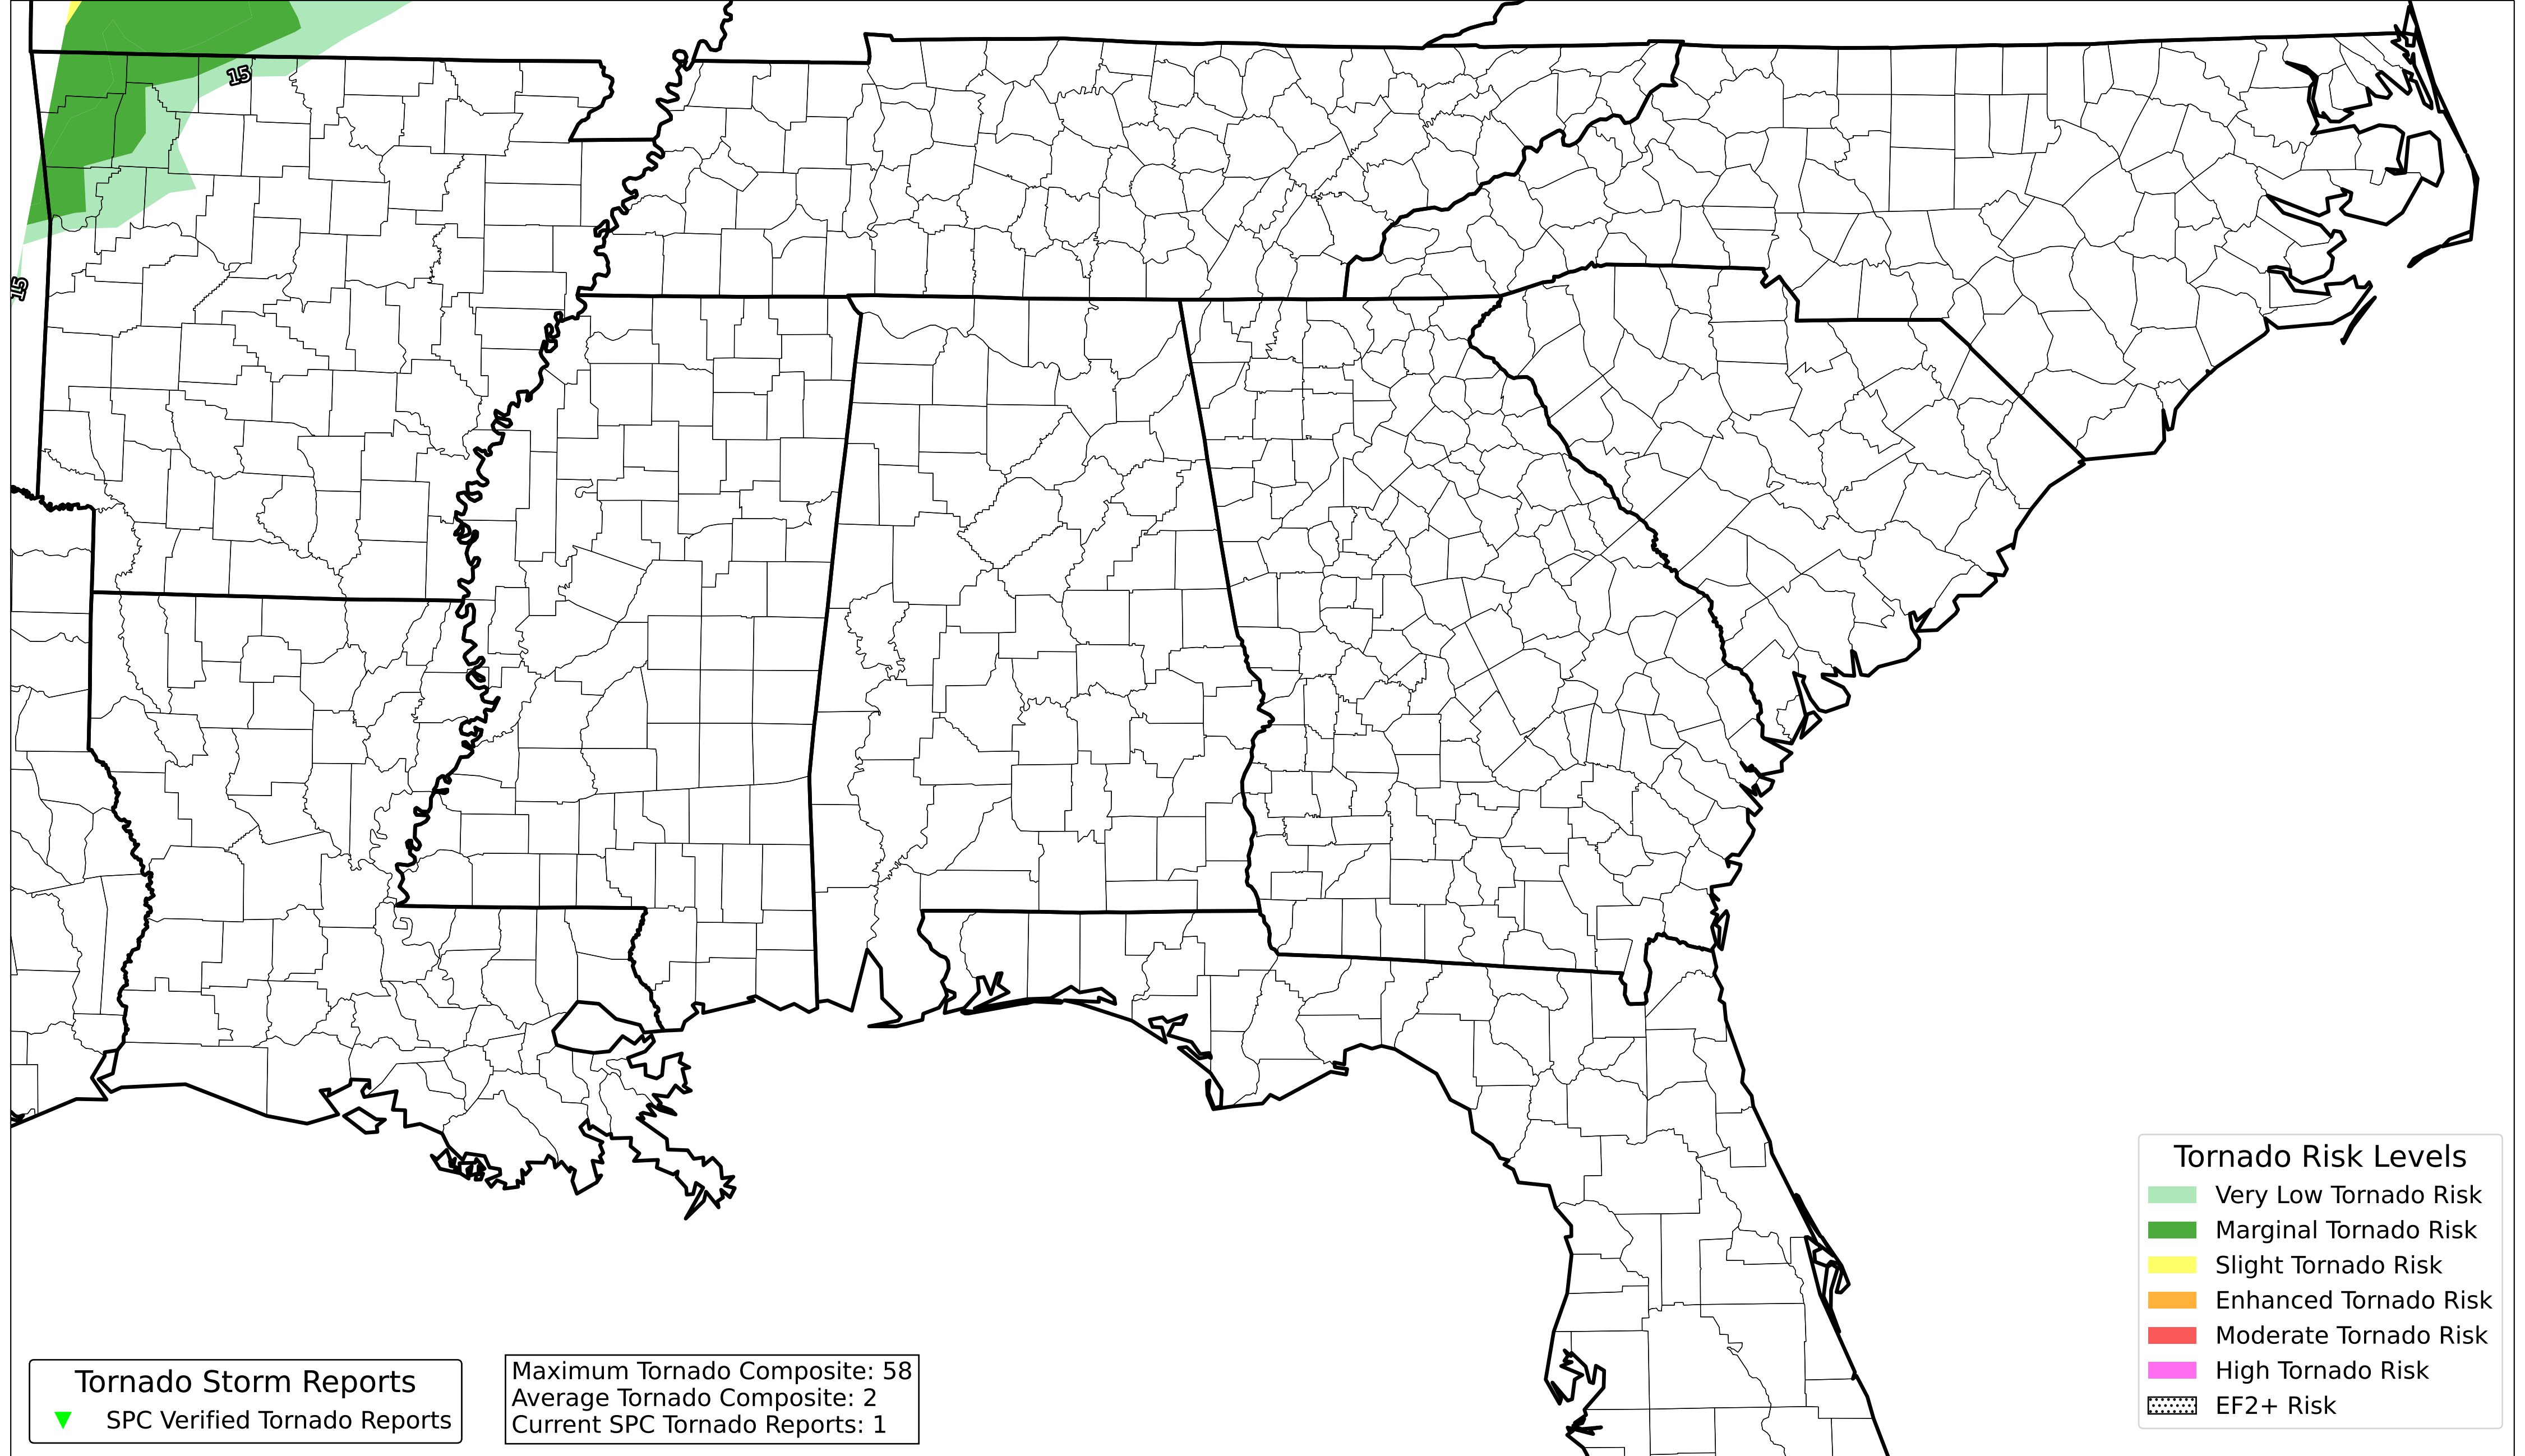 15
15
Tornado Storm Reports
SPC Verified Tornado Reports
Maximum Tornado Composite: 58
Average Tornado Composite: 2
Current SPC Tornado Reports: 1
Tornado Risk Levels
Very Low Tornado Risk
Marginal Tornado Risk
Slight Tornado Risk
Enhanced Tornado Risk
Moderate Tornado Risk
High Tornado Risk
EF2+ Risk